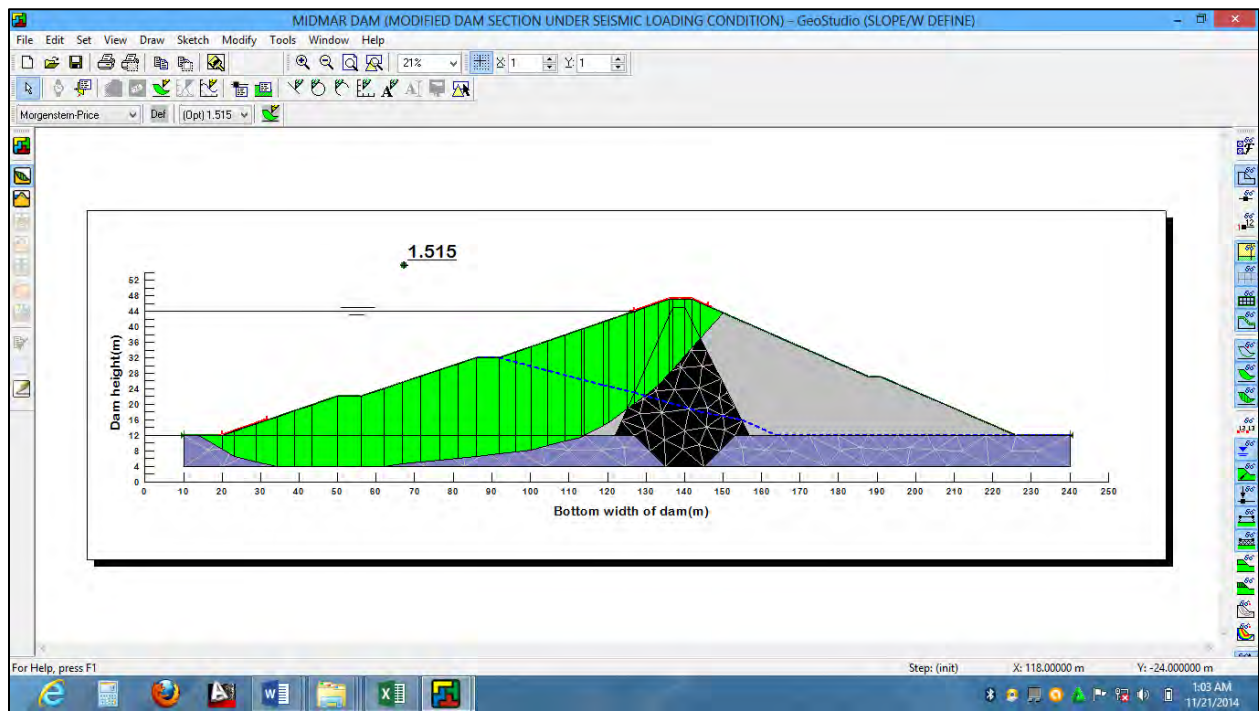 MIDMAR DAM (MODIFIED DAM SECTION UNDER SEISMIC LOADING CONDITION) - GeoStudio (SLOPE/W DEFINE)
File Edit Set View Draw Sketch Modify Tools Window Help
21% X: 1 Y: 1
Morgenstern-Price Def (Opt) 1.515
1.515
52
48
44
40
36
32
28
24
20
16
12
8
4
0
Dam height(m)
0 10 20 30 40 50 60 70 80 90 100 110 120 130 140 150 160 170 180 190 200 210 220 230 240 250
Bottom width of dam(m)
For Help, press F1 Step: (init) X: 118.00000 m Y: -24.000000 m
1:03 AM
11/21/2014